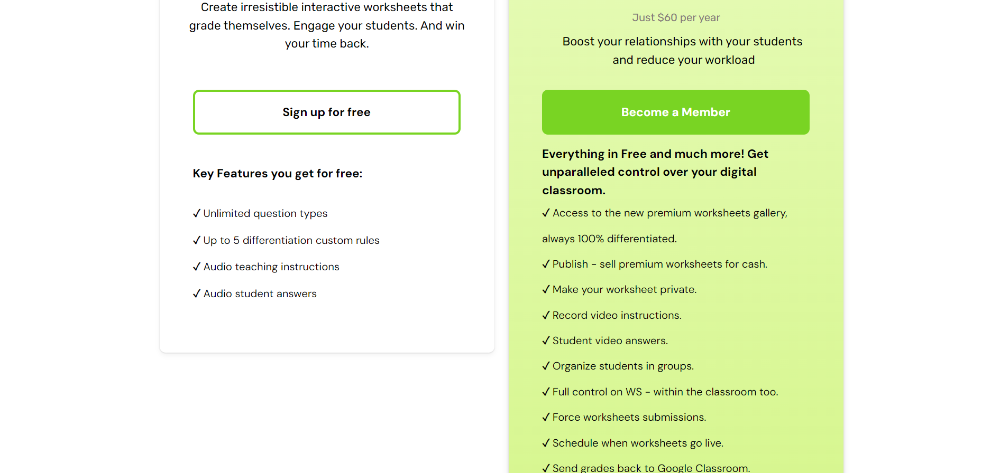 Create irresistible interactive worksheets that
grade themselves. Engage your students. And win
your time back.
Sign up for free
Key Features you get for free:
✓ Unlimited question types
✓ Up to 5 differentiation custom rules
✓ Audio teaching instructions
✓ Audio student answers
Just $60 per year
Boost your relationships with your students
and reduce your workload
Become a Member
Everything in Free and much more! Get
unparalleled control over your digital
classroom.
✓ Access to the new premium worksheets gallery,
always 100% differentiated.
✓ Publish - sell premium worksheets for cash.
✓ Make your worksheet private.
✓ Record video instructions.
✓ Student video answers.
✓ Organize students in groups.
✓ Full control on WS - within the classroom too.
✓ Force worksheets submissions.
✓ Schedule when worksheets go live.
✓ Send grades back to Google Classroom.